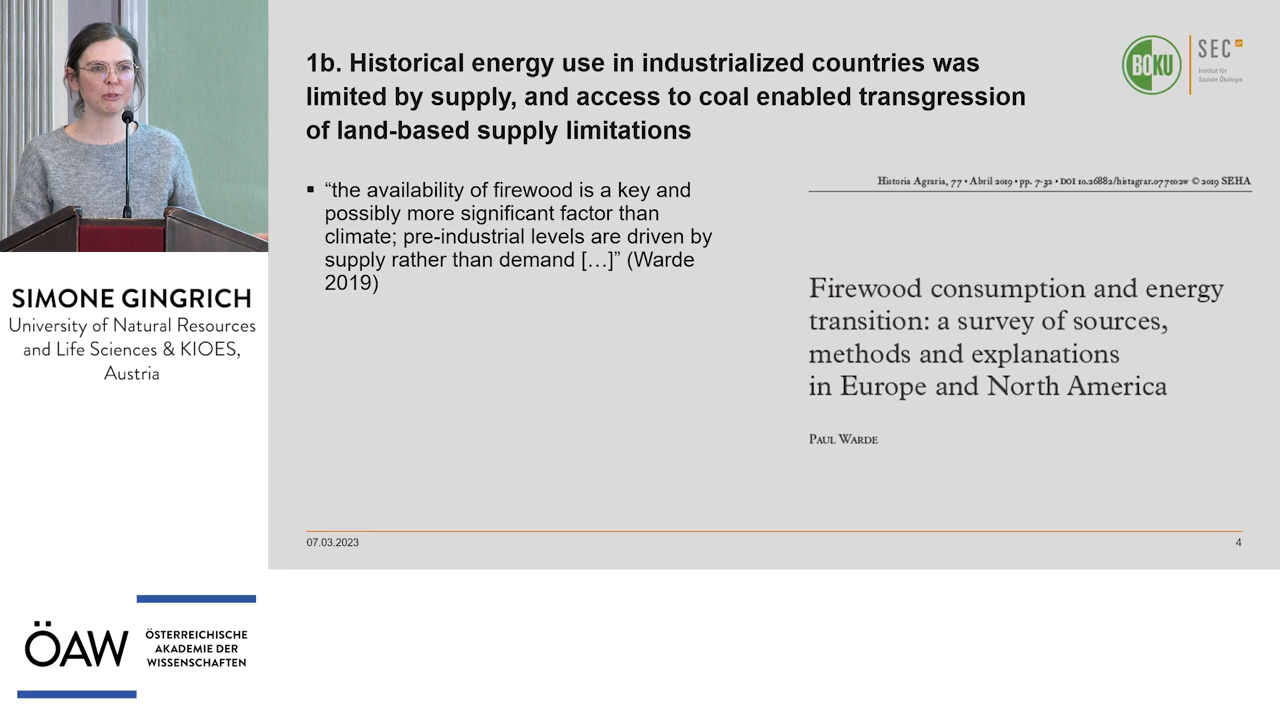 1b. Historical energy use in industrialized countries was
limited by supply, and access to coal enabled transgression
of land-based supply limitations
BOKU
SEC
Institut für
Soziale Ökologie
▪ “the availability of firewood is a key and
possibly more significant factor than
climate; pre-industrial levels are driven by
supply rather than demand […]” (Warde
2019)
Historia Agraria, 77 • Abril 2019 • pp. 7-32 • DOI 10.26882/histagrar.077e02w © 2019 SEHA
Firewood consumption and energy
transition: a survey of sources,
methods and explanations
in Europe and North America
PAUL WARDE
07.03.2023
4
SIMONE GINGRICH
University of Natural Resources
and Life Sciences & KIOES,
Austria
ÖAW
ÖSTERREICHISCHE
AKADEMIE DER
WISSENSCHAFTEN